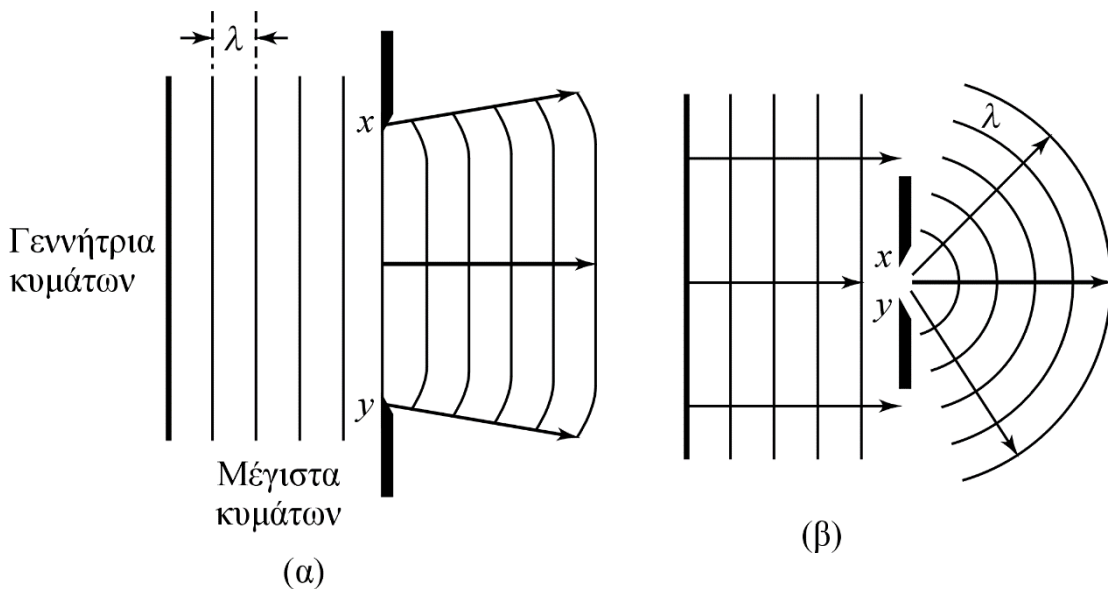 λ
x
Γεννήτρια
κυμάτων
y
Μέγιστα
κυμάτων
(α)
λ
x
y
(β)